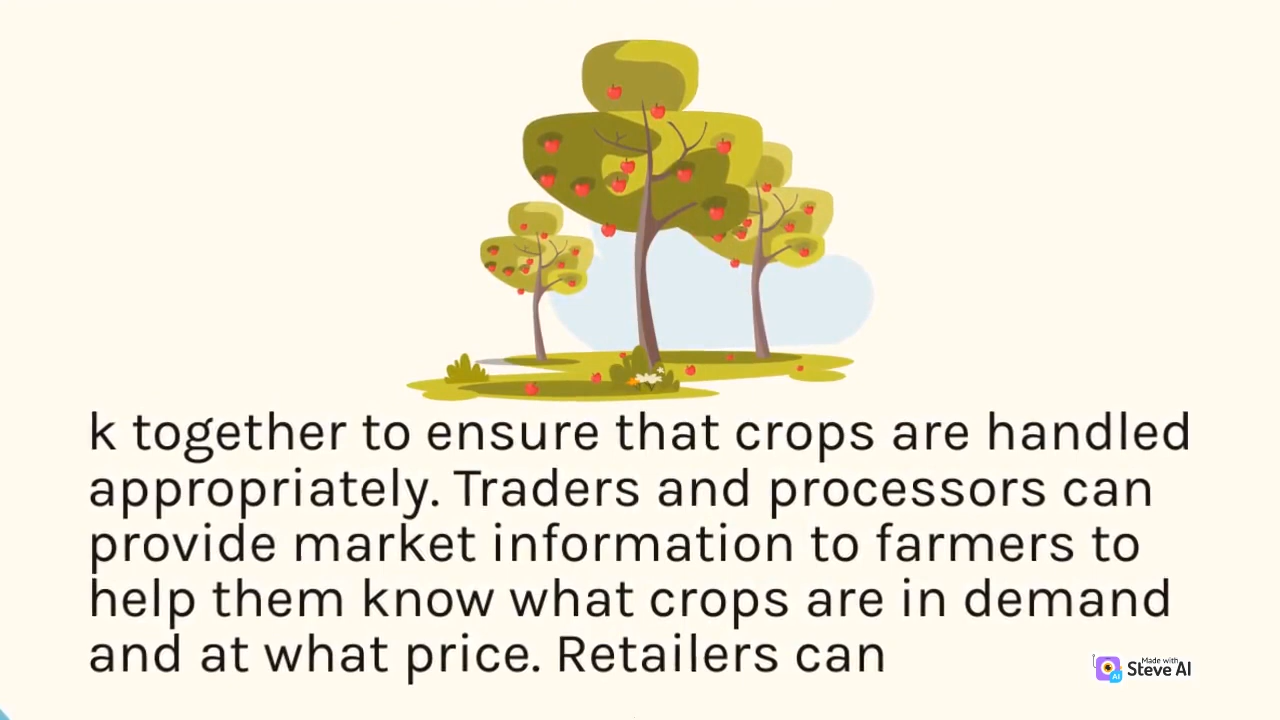 k together to ensure that crops are handled
appropriately. Traders and processors can
provide market information to farmers to
help them know what crops are in demand
and at what price. Retailers can
Made with
Steve AI